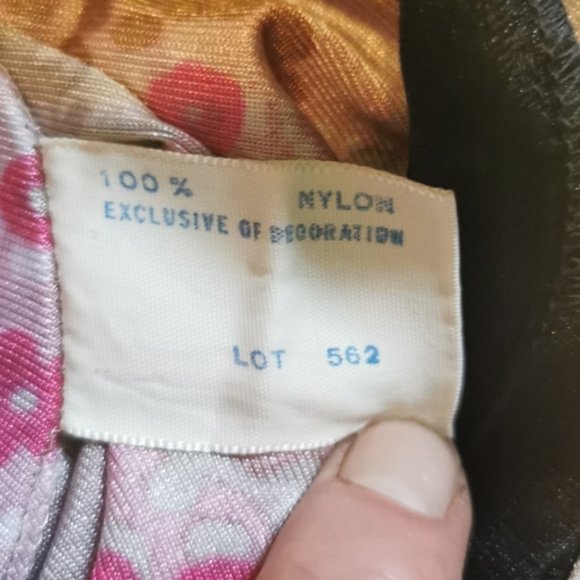 100% NYLON
EXCLUSIVE OF DECORATION
LOT 562